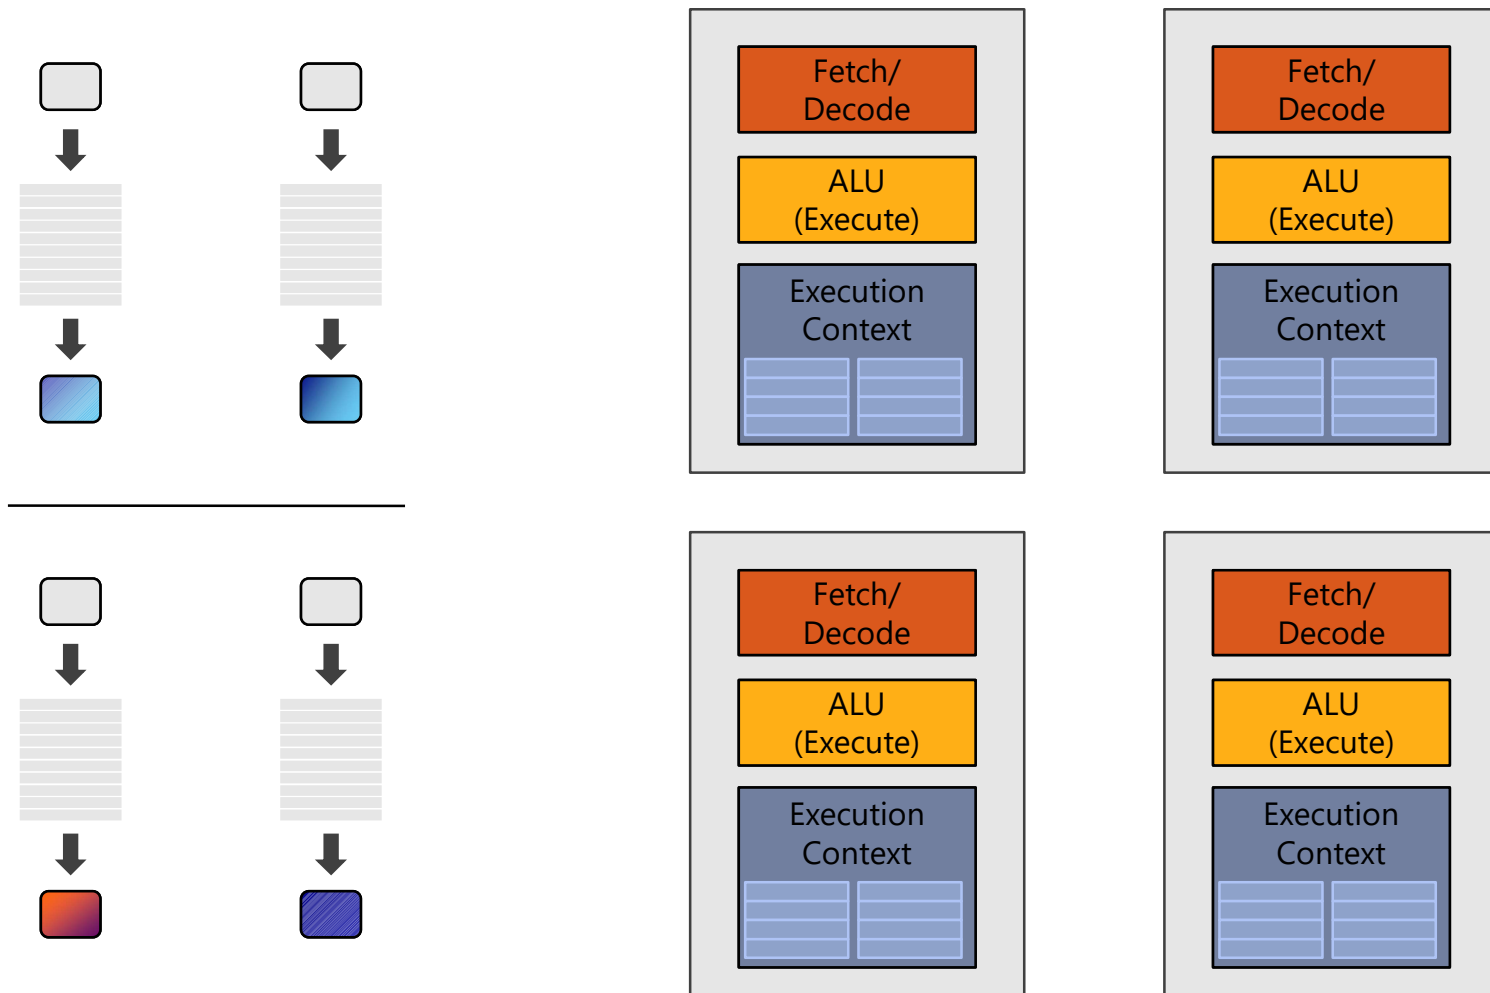 Fetch/
Decode
ALU
(Execute)
Execution
Context
Fetch/
Decode
ALU
(Execute)
Execution
Context
Fetch/
Decode
ALU
(Execute)
Execution
Context
Fetch/
Decode
ALU
(Execute)
Execution
Context